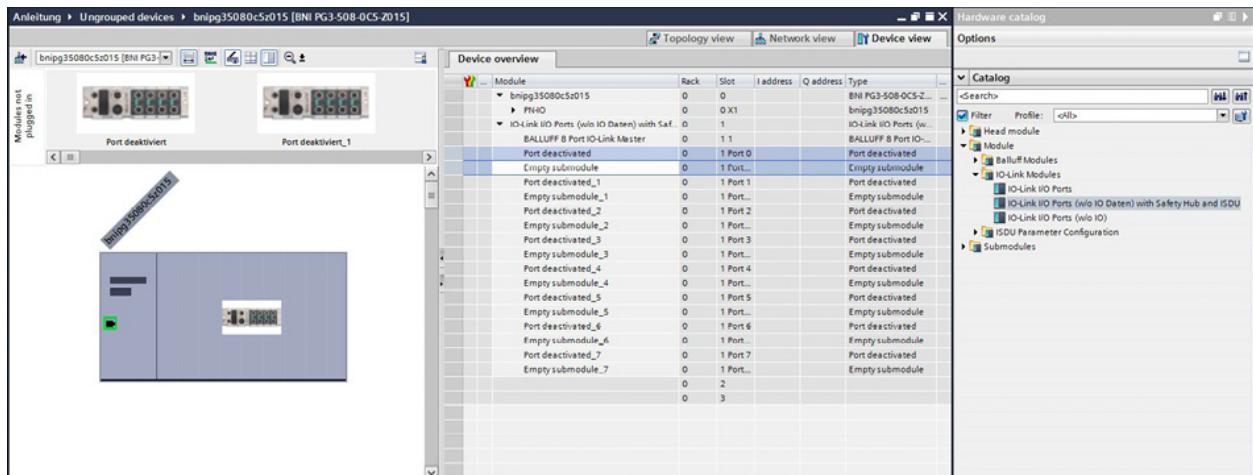 Anleitung ▸ Ungrouped devices ▸ bnipg35080c5z015 [BNI PG3-508-0C5-Z015]
Topology view Network view Device view
bnipg35080c5z015 [BNI PG3-
Modules not
plugged in
Port deaktiviert Port deaktiviert_1
bnipg35080c5z015
Device overview
... Module Rack Slot I address Q address Type ...
bnipg35080c5z015 0 0 BNI PG3-508-0C5-Z... ...
PN-IO 0 0 X1 bnipg35080c5z015
IO-Link I/O Ports (w/o IO Daten) with Saf... 0 1 IO-Link I/O Ports (w...
BALLUFF 8 Port IO-Link Master 0 1 1 BALLUFF 8 Port IO-...
Port deactivated 0 1 Port 0 Port deactivated
Empty submodule 0 1 Port... Empty submodule
Port deactivated_1 0 1 Port 1 Port deactivated
Empty submodule_1 0 1 Port... Empty submodule
Port deactivated_2 0 1 Port 2 Port deactivated
Empty submodule_2 0 1 Port... Empty submodule
Port deactivated_3 0 1 Port 3 Port deactivated
Empty submodule_3 0 1 Port... Empty submodule
Port deactivated_4 0 1 Port 4 Port deactivated
Empty submodule_4 0 1 Port... Empty submodule
Port deactivated_5 0 1 Port 5 Port deactivated
Empty submodule_5 0 1 Port... Empty submodule
Port deactivated_6 0 1 Port 6 Port deactivated
Empty submodule_6 0 1 Port... Empty submodule
Port deactivated_7 0 1 Port 7 Port deactivated
Empty submodule_7 0 1 Port... Empty submodule
0 2
0 3
Hardware catalog
Options
Catalog
<Search>
Filter Profile: <All>
Head module
Module
Balluff Modules
IO-Link Modules
IO-Link I/O Ports
IO-Link I/O Ports (w/o IO Daten) with Safety Hub and ISDU
IO-Link I/O Ports (w/o IO)
ISDU Parameter Configuration
Submodules